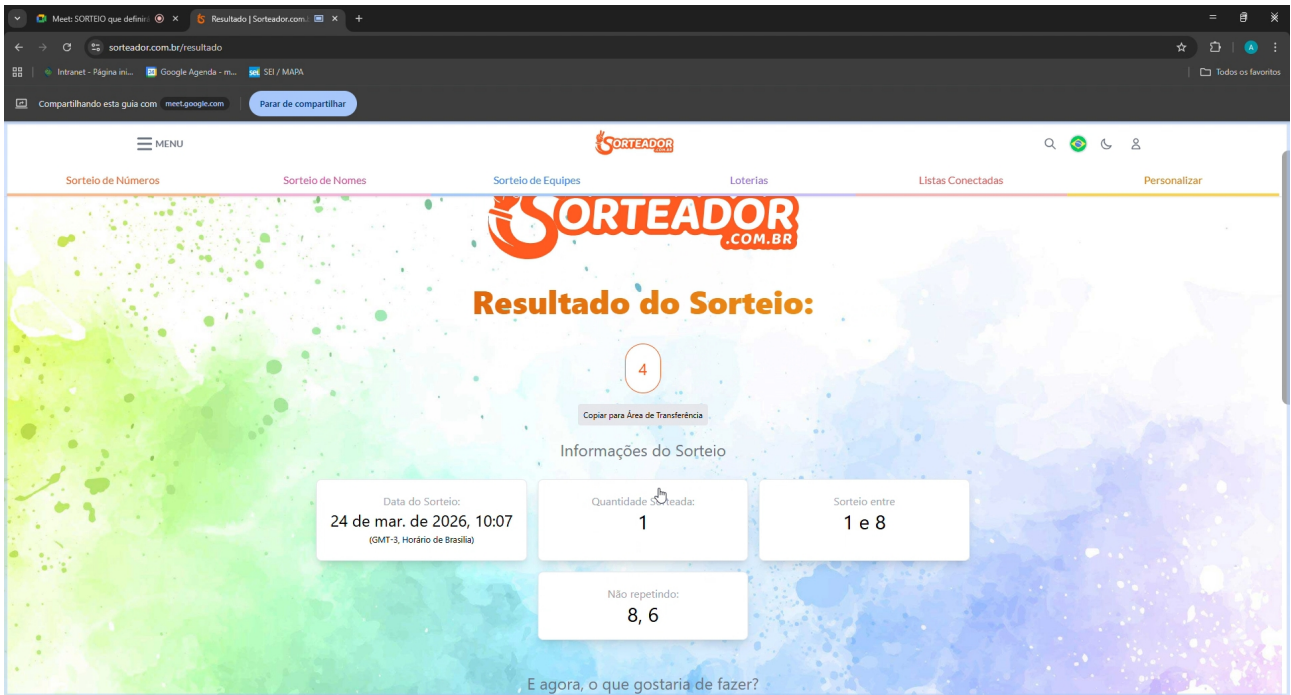 Meet: SORTEIO que definir
Resultado | Sorteador.com.b
sorteador.com.br/resultado
A
Intranet - Página ini...
Google Agenda - m...
sei.
SEI / MAPA
Todos os favoritos
Compartilhando esta guia com meet.google.com
Parar de compartilhar
MENU
SORTEADOR
.COM.BR
Sorteio de Números
Sorteio de Nomes
Sorteio de Equipes
Loterias
Listas Conectadas
Personalizar
SORTEADOR
.COM.BR
Resultado do Sorteio:
4
Copiar para Área de Transferência
Informações do Sorteio
Data do Sorteio:
24 de mar. de 2026, 10:07
(GMT-3, Horário de Brasília)
Quantidade Sorteada:
1
Sorteio entre
1 e 8
Não repetindo:
8, 6
E agora, o que gostaria de fazer?